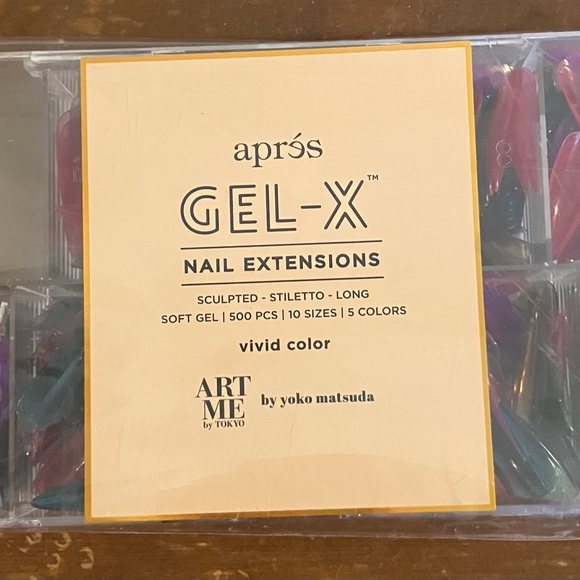 aprés
GEL-X™
NAIL EXTENSIONS
SCULPTED - STILETTO - LONG
SOFT GEL | 500 PCS | 10 SIZES | 5 COLORS
vivid color
ART
ME
by TOKYO
by yoko matsuda